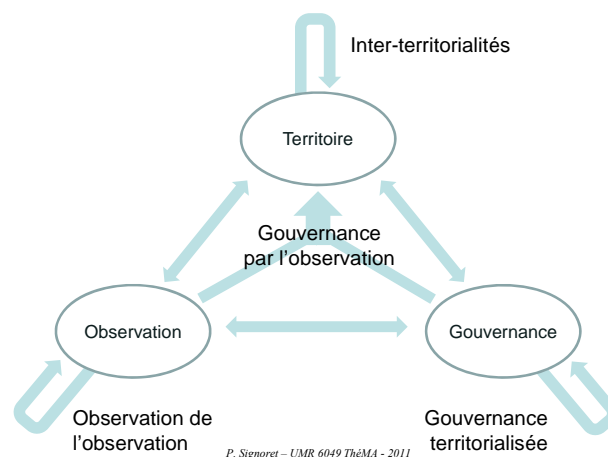 Inter-territorialités
Territoire
Gouvernance
par l'observation
Observation
Gouvernance
Observation de
l'observation
Gouvernance
territorialisée
P. Signoret – UMR 6049 ThéMA - 2011